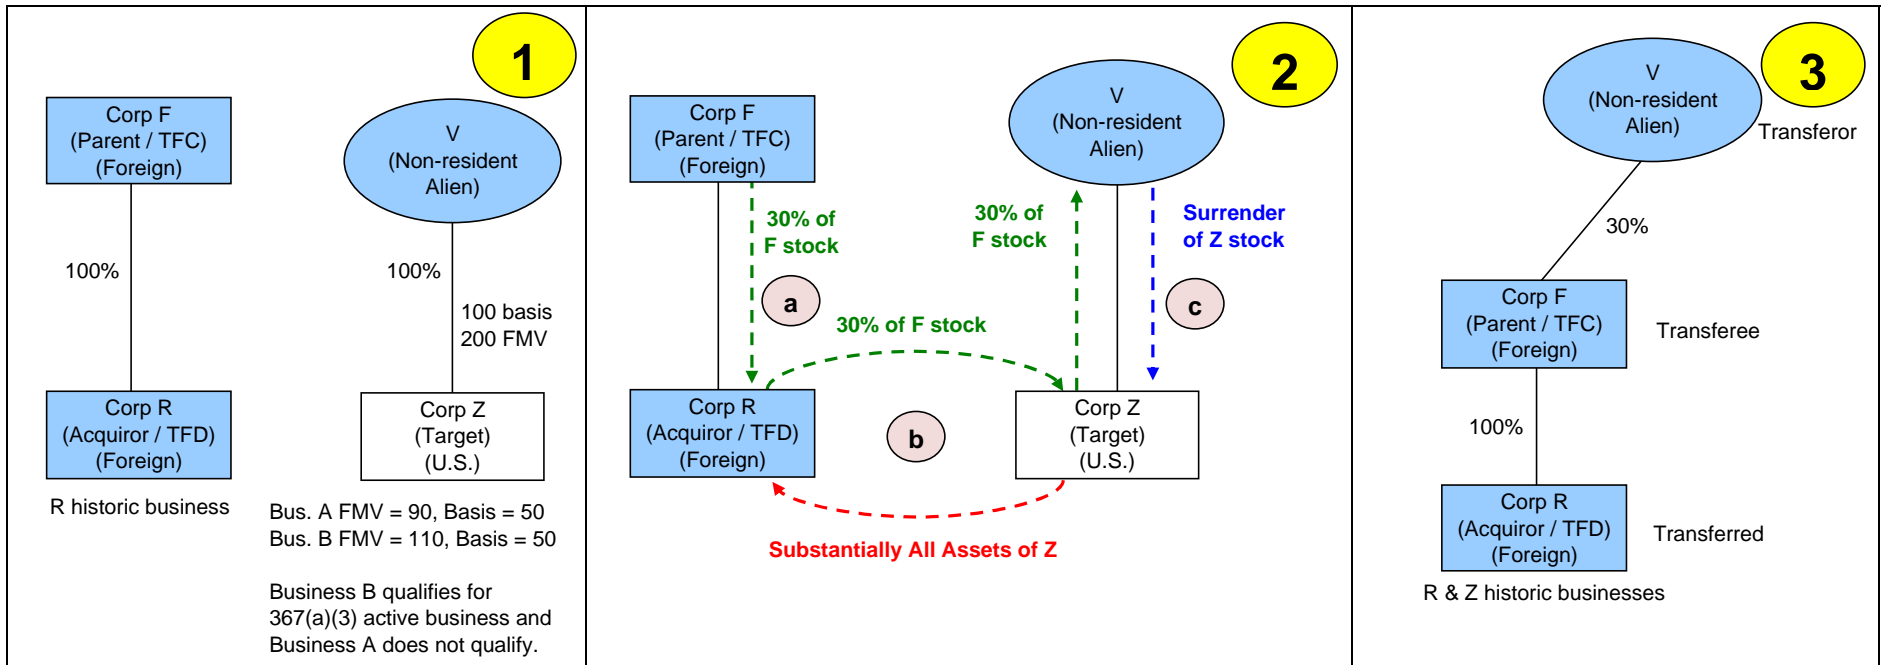 1
Corp F
(Parent / TFC)
(Foreign)
V
(Non-resident
Alien)
100%
100%
100 basis
200 FMV
Corp R
(Acquiror / TFD)
(Foreign)
Corp Z
(Target)
(U.S.)
R historic business
Bus. A FMV = 90, Basis = 50
Bus. B FMV = 110, Basis = 50
Business B qualifies for
367(a)(3) active business and
Business A does not qualify.
2
Corp F
(Parent / TFC)
(Foreign)
V
(Non-resident
Alien)
30% of
F stock
30% of
F stock
Surrender
of Z stock
a
c
30% of F stock
Corp R
(Acquiror / TFD)
(Foreign)
b
Corp Z
(Target)
(U.S.)
Substantially All Assets of Z
3
V
(Non-resident
Alien)
Transferor
30%
Corp F
(Parent / TFC)
(Foreign)
Transferee
100%
Corp R
(Acquiror / TFD)
(Foreign)
Transferred
R & Z historic businesses